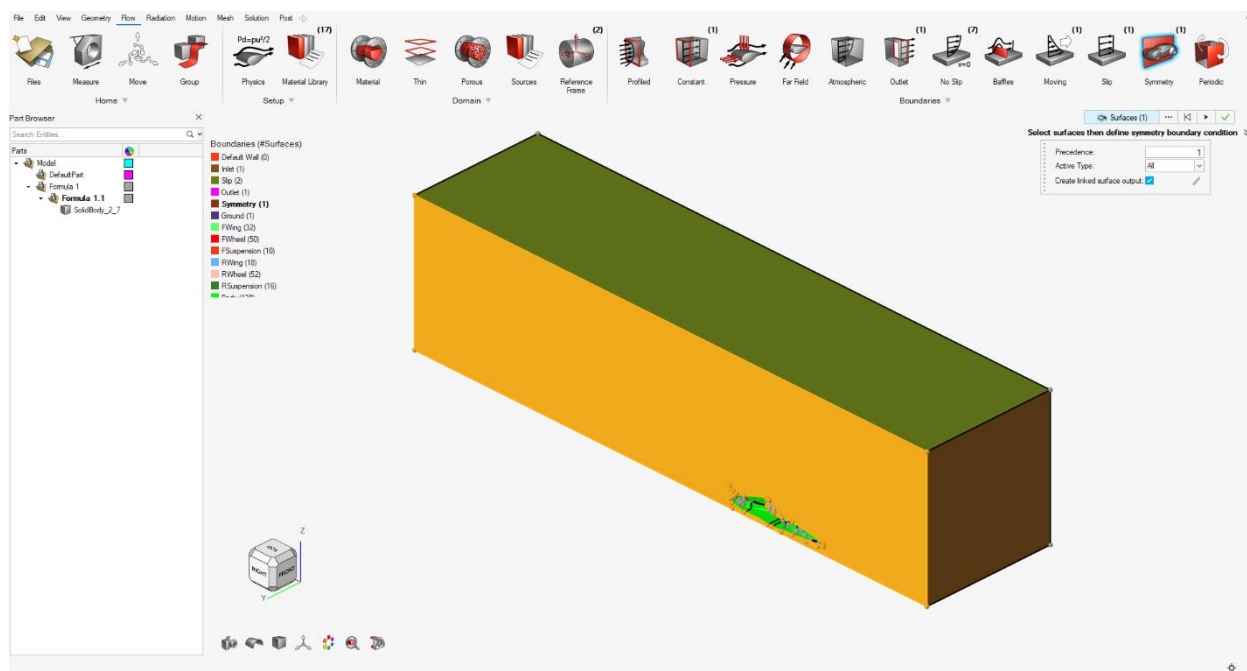 File Edit View Geometry Flow Radiation Motion Mesh Solution Post
Pd=ρu²/2 (17) (2) (1) (1) (7) (1) (1)
v=0
Files Measure Move Group Physics Material Library Material Thin Porous Sources Reference Frame Profiled Constant Pressure Far Field Atmospheric Outlet No Slip Baffles Moving Slip Symmetry Periodic
Home Setup Domain Boundaries
Part Browser
Search Entities...
Parts
Model
DefaultPart
Formula 1
Formula 1.1
SolidBody_2_7
Boundaries (#Surfaces)
Default Wall (0)
Inlet (1)
Slip (2)
Outlet (1)
Symmetry (1)
Ground (1)
FWing (32)
FWheel (50)
FSuspension (10)
RWing (18)
RWheel (52)
RSuspension (16)
Surfaces (1)
Select surfaces then define symmetry boundary condition
Precedence: 1
Active Type: All
Create linked surface output:
Z
RIGHT FRONT
Y